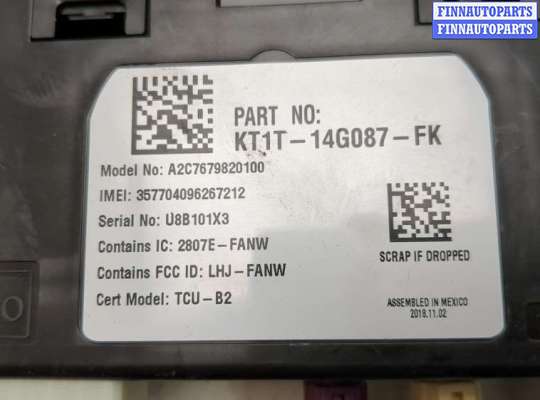 FINNAUTOPARTS
FINNAUTOPARTS
PART NO:
KT1T-14G087-FK
Model No: A2C7679820100
IMEI: 357704096267212
Serial No: U8B101X3
Contains IC: 2807E-FANW
Contains FCC ID: LHJ-FANW
Cert Model: TCU-B2
SCRAP IF DROPPED
ASSEMBLED IN MEXICO
2018.11.02